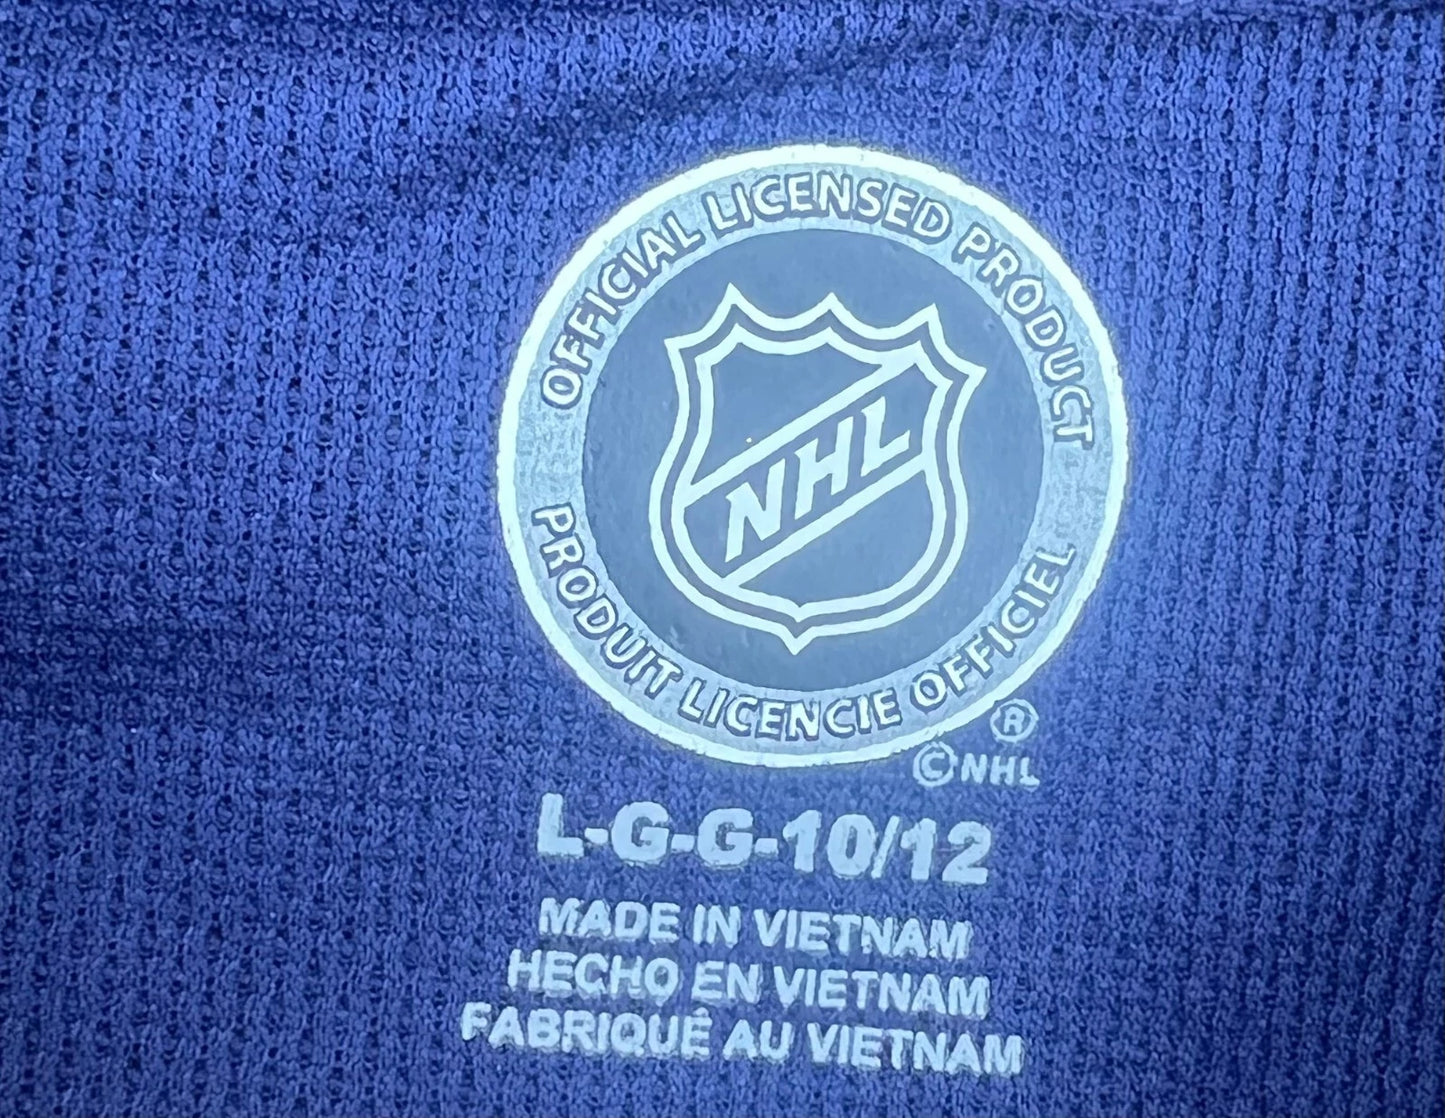 OFFICIAL LICENSED PRODUCT
NHL
PRODUIT LICENCIE OFFICIEL
®
©NHL
L-G-G-10/12
MADE IN VIETNAM
HECHO EN VIETNAM
FABRIQUÉ AU VIETNAM